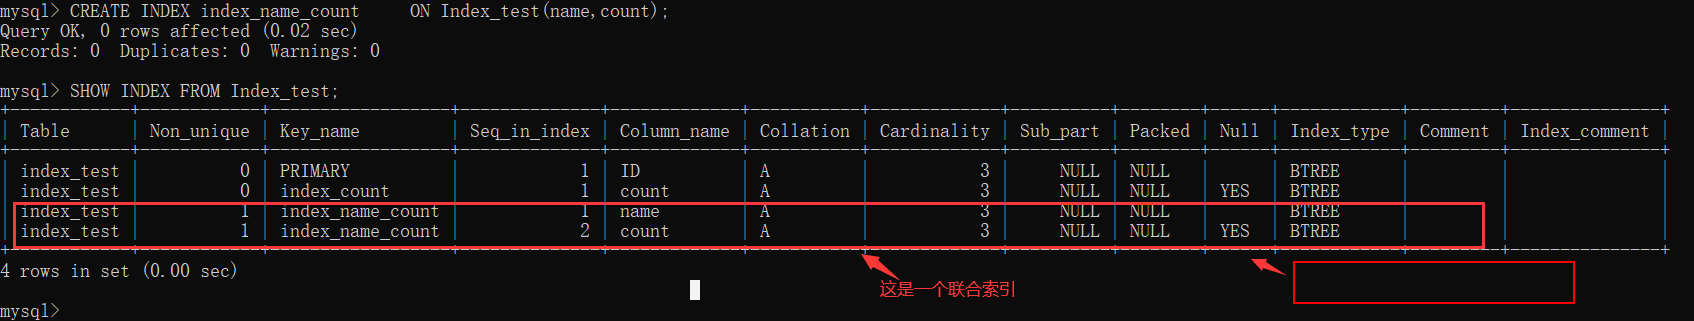 mysql> CREATE INDEX index_name_count     ON Index_test(name,count);
Query OK, 0 rows affected (0.02 sec)
Records: 0  Duplicates: 0  Warnings: 0
mysql> SHOW INDEX FROM Index_test;
| Table | Non_unique | Key_name | Seq_in_index | Column_name | Collation | Cardinality | Sub_part | Packed | Null | Index_type | Comment | Index_comment |
| index_test | 0 | PRIMARY | 1 | ID | A | 3 | NULL | NULL | | BTREE | | |
| index_test | 0 | index_count | 1 | count | A | 3 | NULL | NULL | YES | BTREE | | |
| index_test | 1 | index_name_count | 1 | name | A | 3 | NULL | NULL | | BTREE | | |
| index_test | 1 | index_name_count | 2 | count | A | 3 | NULL | NULL | YES | BTREE | | |
4 rows in set (0.00 sec)
这是一个联合索引
mysql>